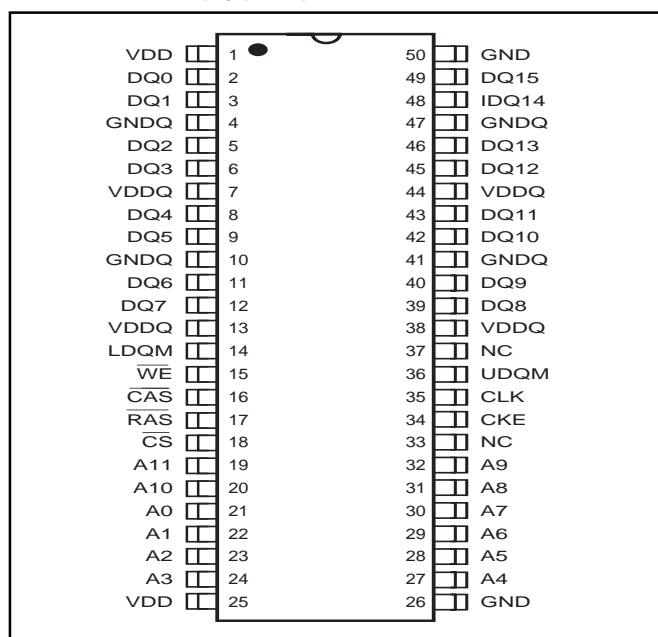 VDD 1 50 GND
DQ0 2 49 DQ15
DQ1 3 48 IDQ14
GNDQ 4 47 GNDQ
DQ2 5 46 DQ13
DQ3 6 45 DQ12
VDDQ 7 44 VDDQ
DQ4 8 43 DQ11
DQ5 9 42 DQ10
GNDQ 10 41 GNDQ
DQ6 11 40 DQ9
DQ7 12 39 DQ8
VDDQ 13 38 VDDQ
LDQM 14 37 NC
W̅E̅ 15 36 UDQM
C̅A̅S̅ 16 35 CLK
R̅A̅S̅ 17 34 CKE
C̅S̅ 18 33 NC
A11 19 32 A9
A10 20 31 A8
A0 21 30 A7
A1 22 29 A6
A2 23 28 A5
A3 24 27 A4
VDD 25 26 GND